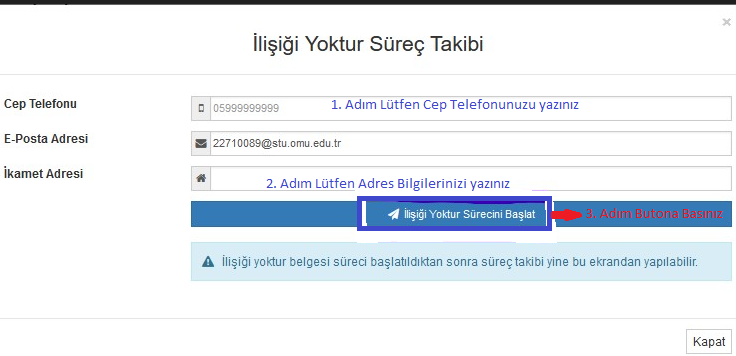 ×
İlişiği Yoktur Süreç Takibi
Cep Telefonu 05999999999 1. Adım Lütfen Cep Telefonunuzu yazınız
E-Posta Adresi 22710089@stu.omu.edu.tr
İkamet Adresi 2. Adım Lütfen Adres Bilgilerinizi yazınız
İlişiği Yoktur Sürecini Başlat 3. Adım Butona Basınız
İlişiği yoktur belgesi süreci başlatıldıktan sonra süreç takibi yine bu ekrandan yapılabilir.
Kapat